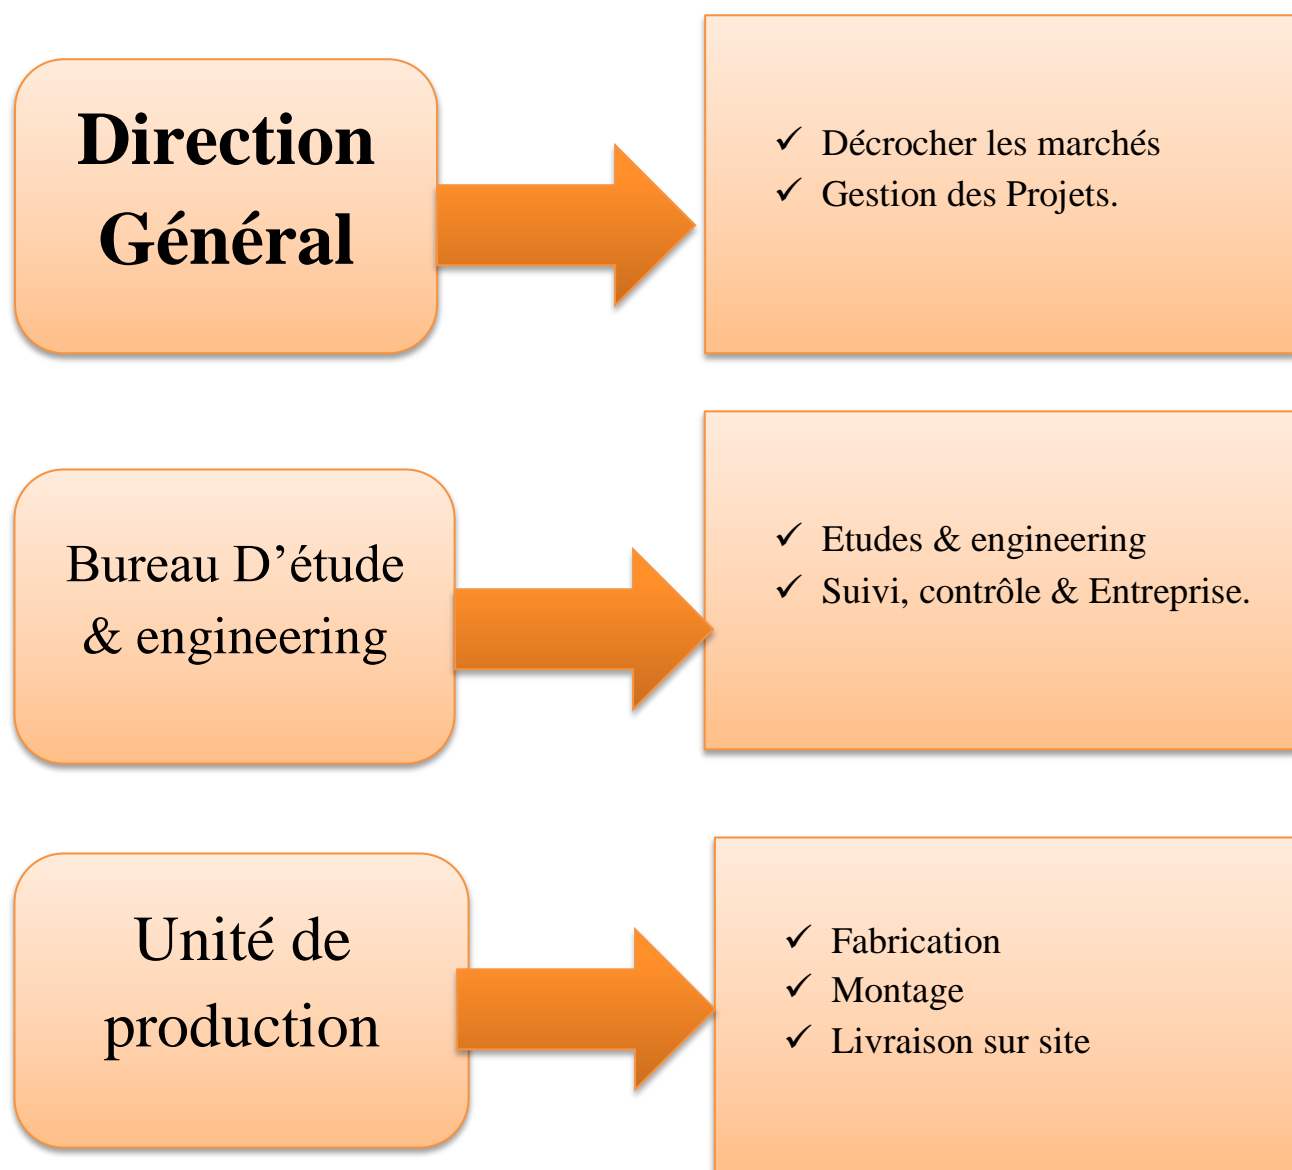 Direction
Général
✓ Décrocher les marchés
✓ Gestion des Projets.
Bureau D’étude
& engineering
✓ Etudes & engineering
✓ Suivi, contrôle & Entreprise.
Unité de
production
✓ Fabrication
✓ Montage
✓ Livraison sur site